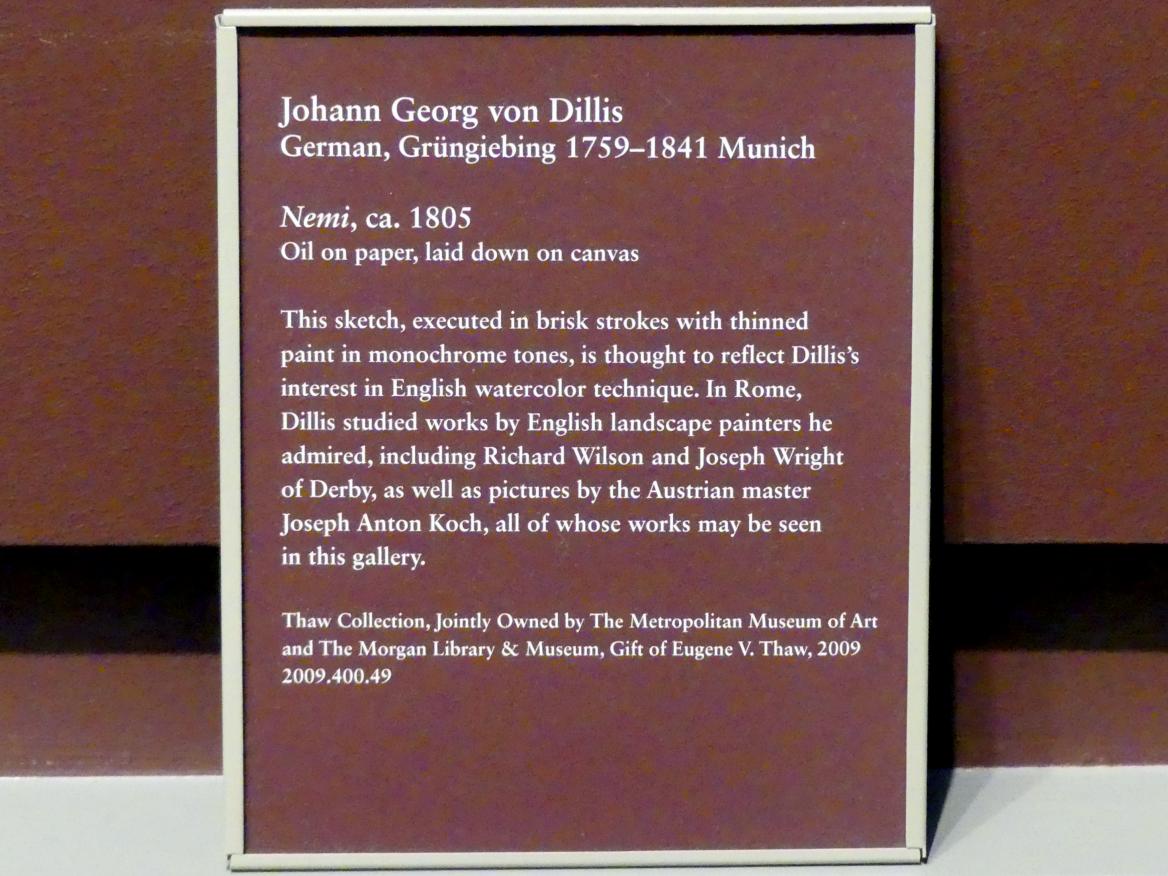 Johann Georg von Dillis
German, Grüngiebing 1759–1841 Munich
Nemi, ca. 1805
Oil on paper, laid down on canvas
This sketch, executed in brisk strokes with thinned
paint in monochrome tones, is thought to reflect Dillis’s
interest in English watercolor technique. In Rome,
Dillis studied works by English landscape painters he
admired, including Richard Wilson and Joseph Wright
of Derby, as well as pictures by the Austrian master
Joseph Anton Koch, all of whose works may be seen
in this gallery.
Thaw Collection, Jointly Owned by The Metropolitan Museum of Art
and The Morgan Library & Museum, Gift of Eugene V. Thaw, 2009
2009.400.49